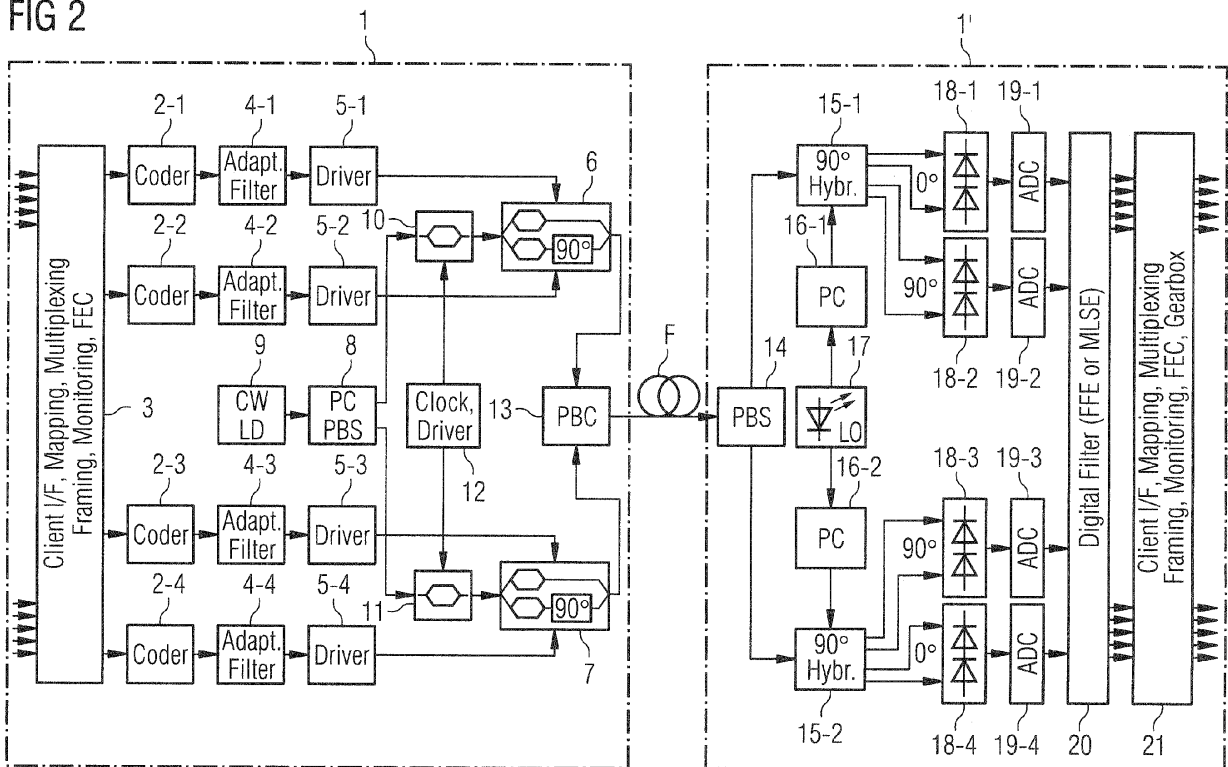 FIG 2
1
1'
2-1
4-1
5-1
Coder
Adapt.
Filter
Driver
6
10
90°
2-2
4-2
5-2
Coder
Adapt.
Filter
Driver
Client I/F, Mapping, Multiplexing
Framing, Monitoring, FEC
3
9
8
CW
LD
PC
PBS
Clock,
Driver
12
13
PBC
F
2-3
4-3
5-3
Coder
Adapt.
Filter
Driver
11
90°
7
2-4
4-4
5-4
Coder
Adapt.
Filter
Driver
15-1
18-1
19-1
90°
Hybr.
0°
ADC
16-1
PC
90°
ADC
18-2
19-2
14
17
PBS
LO
16-2
18-3
19-3
PC
90°
ADC
90°
Hybr.
0°
ADC
15-2
18-4
19-4
Digital Filter (FFE or MLSE)
20
Client I/F, Mapping, Multiplexing
Framing, Monitoring, FEC, Gearbox
21